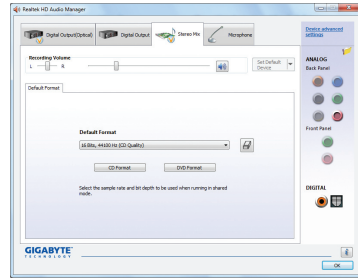 Realtek HD Audio Manager
Digital Output(Optical)
Digital Output
Stereo Mix
Microphone
Device advanced
settings
Recording Volume
L
R
Set Default
Device
ANALOG
Back Panel
Default Format
Default Format
16 Bits, 44100 Hz (CD Quality)
CD Format
DVD Format
Select the sample rate and bit depth to be used when running in shared
mode.
Front Panel
DIGITAL
GIGABYTE
TECHNOLOGY
i
OK